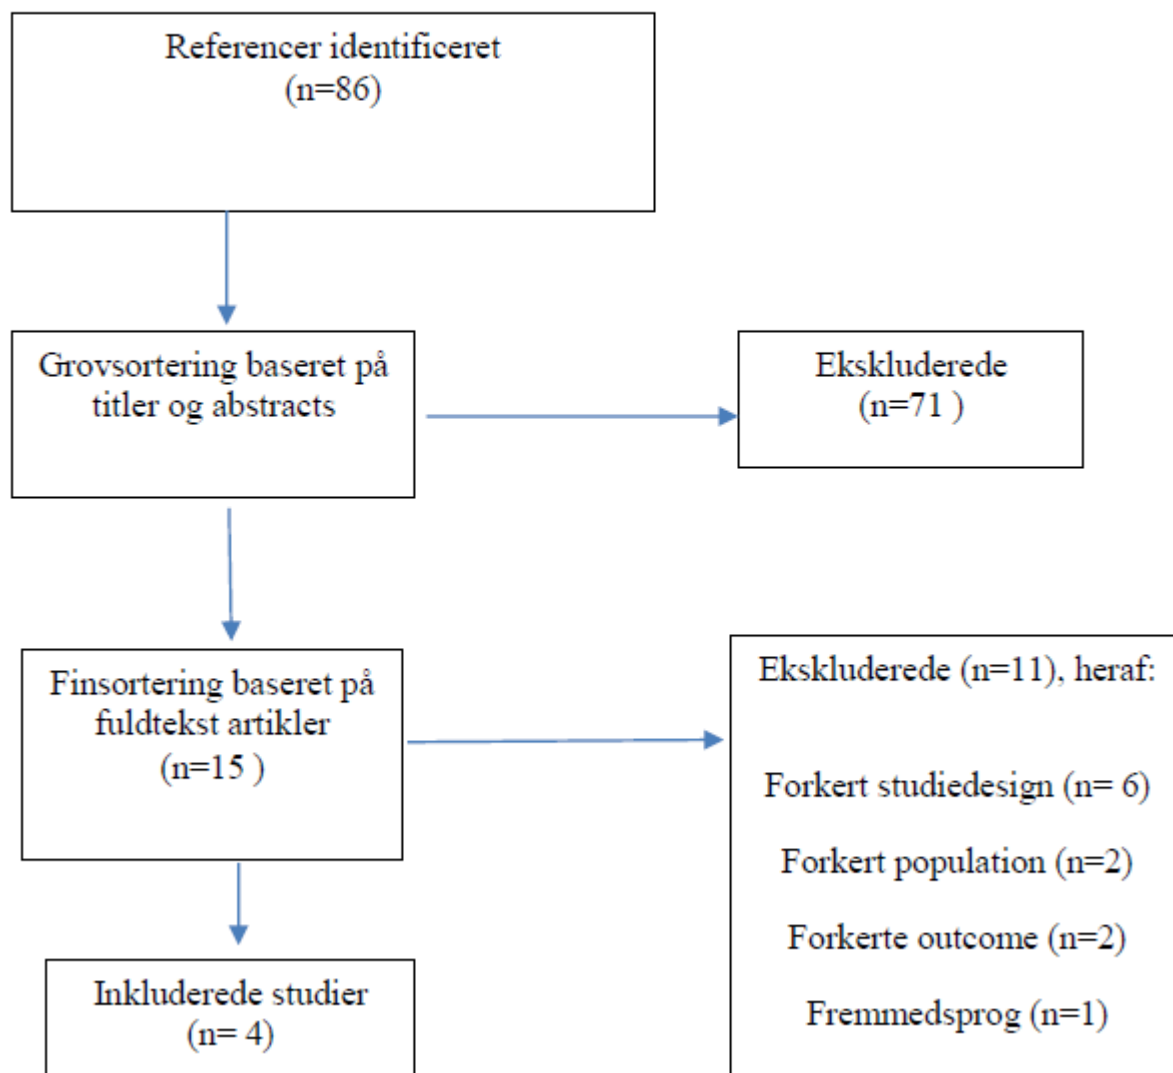 Referencer identificeret
(n=86)
Grovsortering baseret på
titler og abstracts
Ekskluderede
(n=71 )
Finsortering baseret på
fuldtekst artikler
(n=15 )
Ekskluderede (n=11), heraf:
Forkert studiedesign (n= 6)
Forkert population (n=2)
Forkerte outcome (n=2)
Fremmedsprog (n=1)
Inkluderede studier
(n= 4)